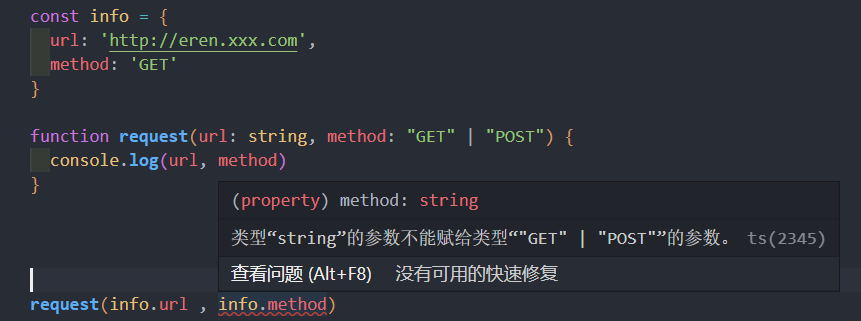 const info = {
  url: 'http://eren.xxx.com',
  method: 'GET'
}
function request(url: string, method: "GET" | "POST") {
  console.log(url, method)
}
(property) method: string
类型“string”的参数不能赋给类型“"GET" | "POST"”的参数。 ts(2345)
查看问题 (Alt+F8) 没有可用的快速修复
request(info.url , info.method)